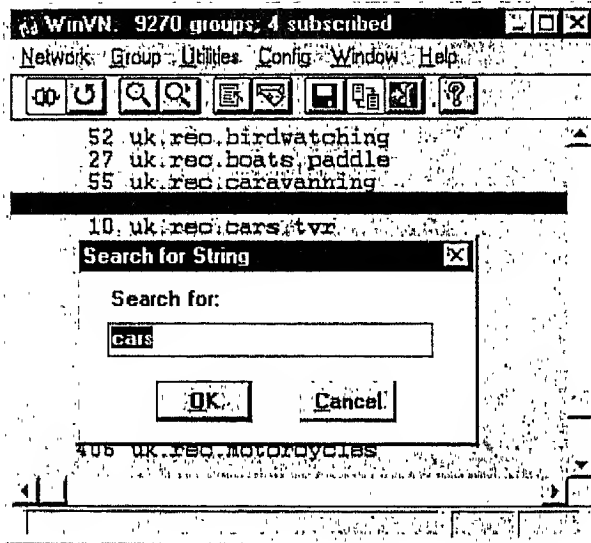 WinVN: 9270 groups; 4 subscribed
Network Group Utilities Config Window Help
52 uk.rec.birdwatching
27 uk.rec.boats.paddle
55 uk.rec.caravanning
10 uk.rec.cars.tvr
Search for String
Search for:
cars
OK
Cancel
406 uk.rec.motorcycles